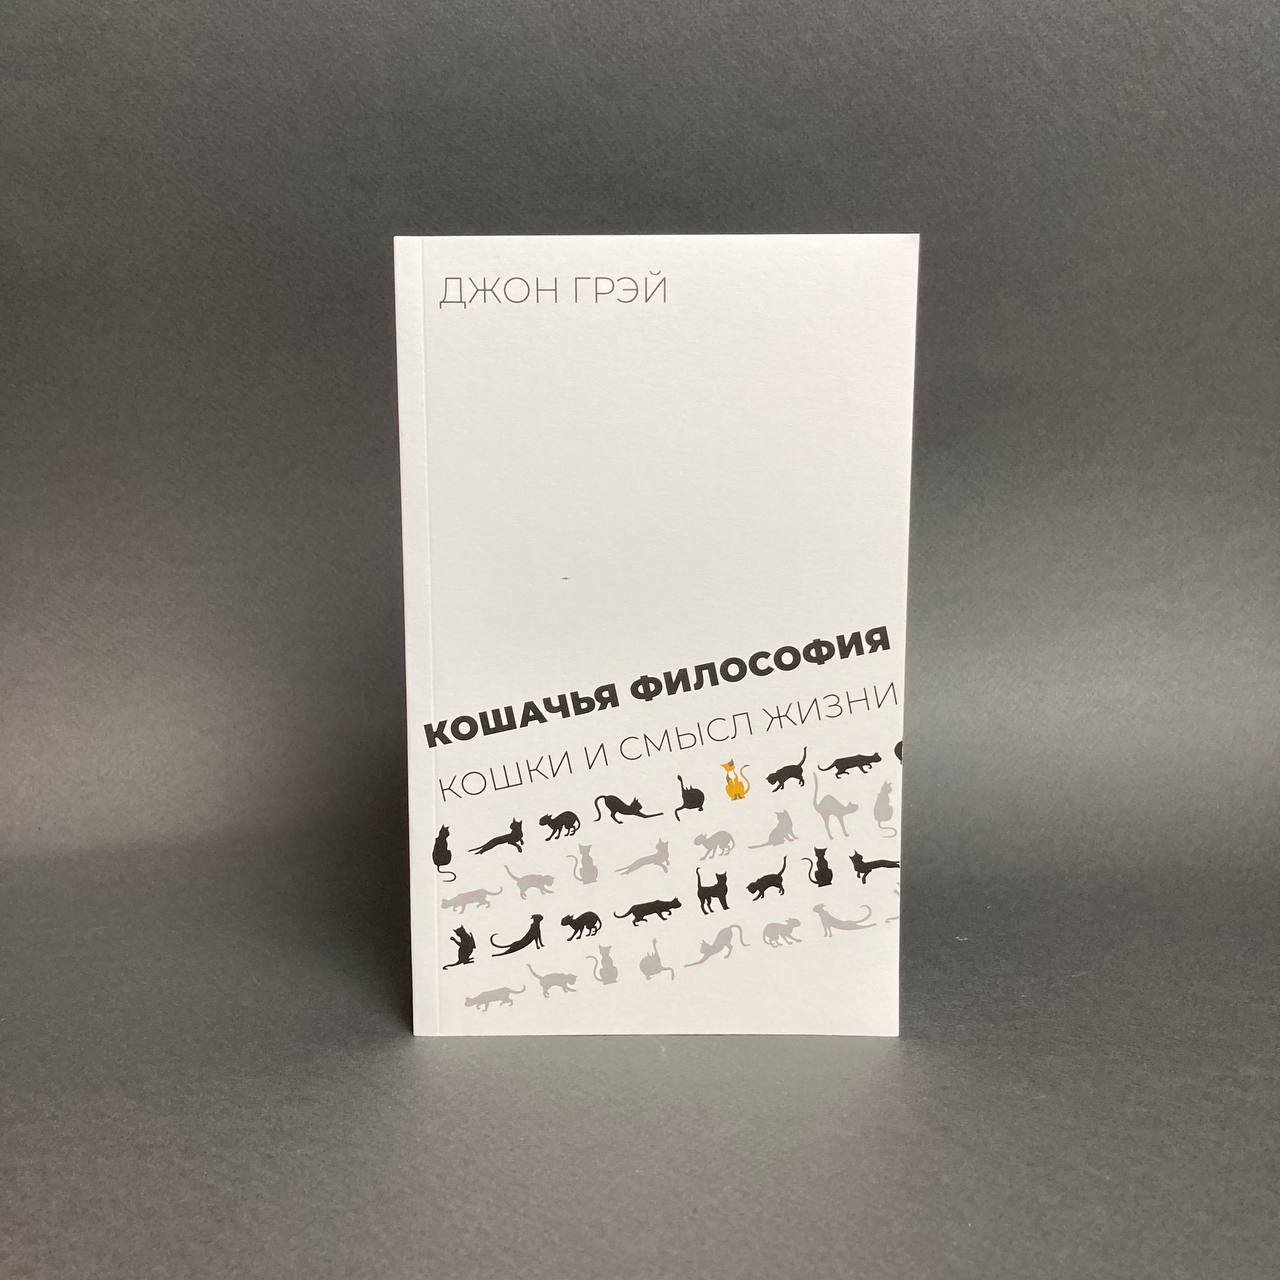 ДЖОН ГРЭЙ
КОШАЧЬЯ ФИЛОСОФИЯ
КОШКИ И СМЫСЛ ЖИЗНИ